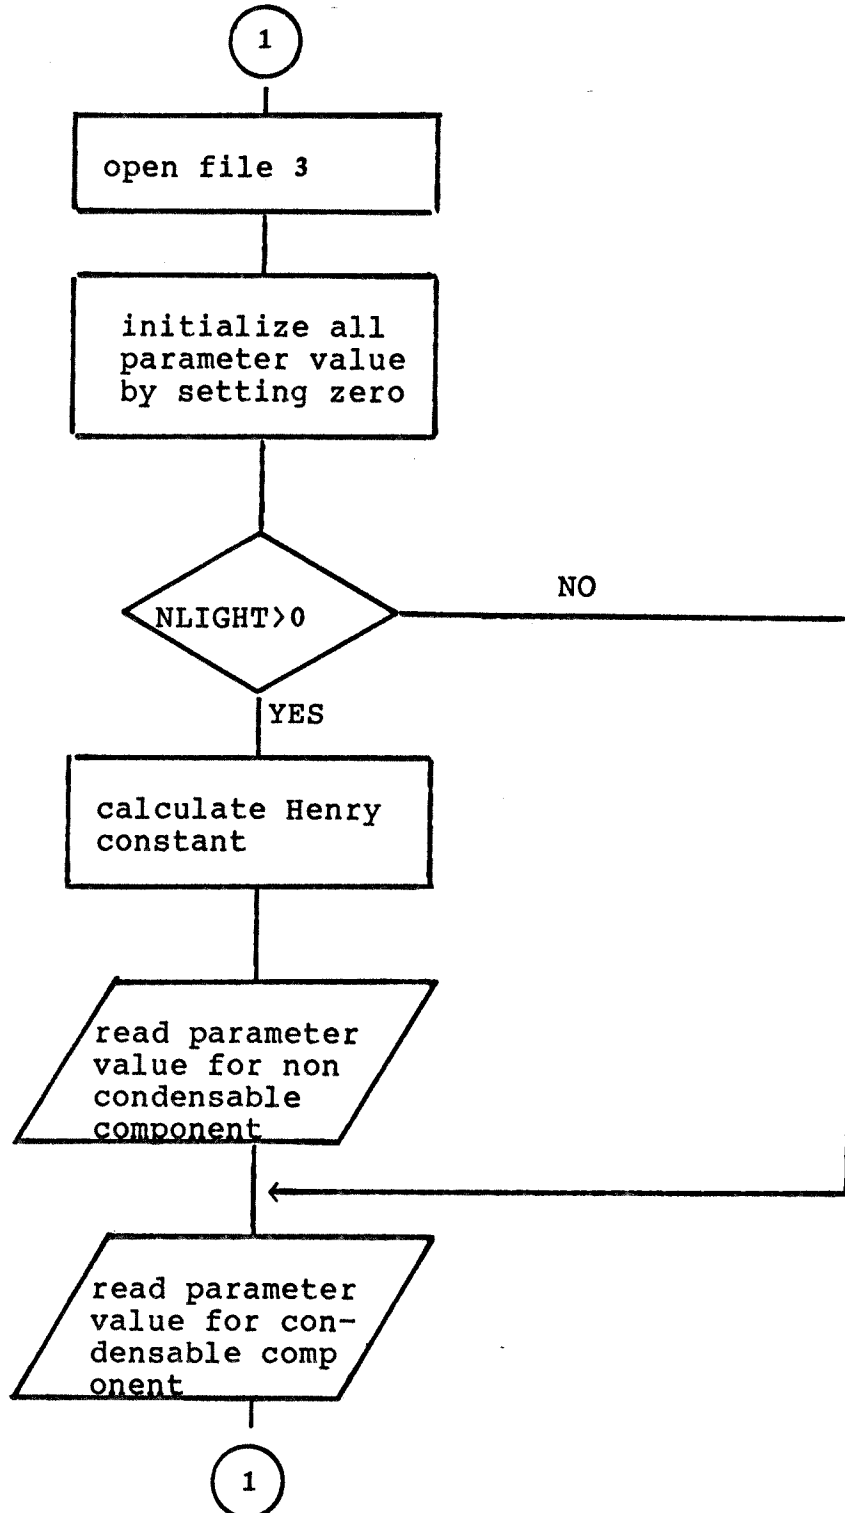 1
open file 3
initialize all
parameter value
by setting zero
NO
NLIGHT>0
YES
calculate Henry
constant
read parameter
value for non
condensable
component
read parameter
value for con-
densable comp
onent
1